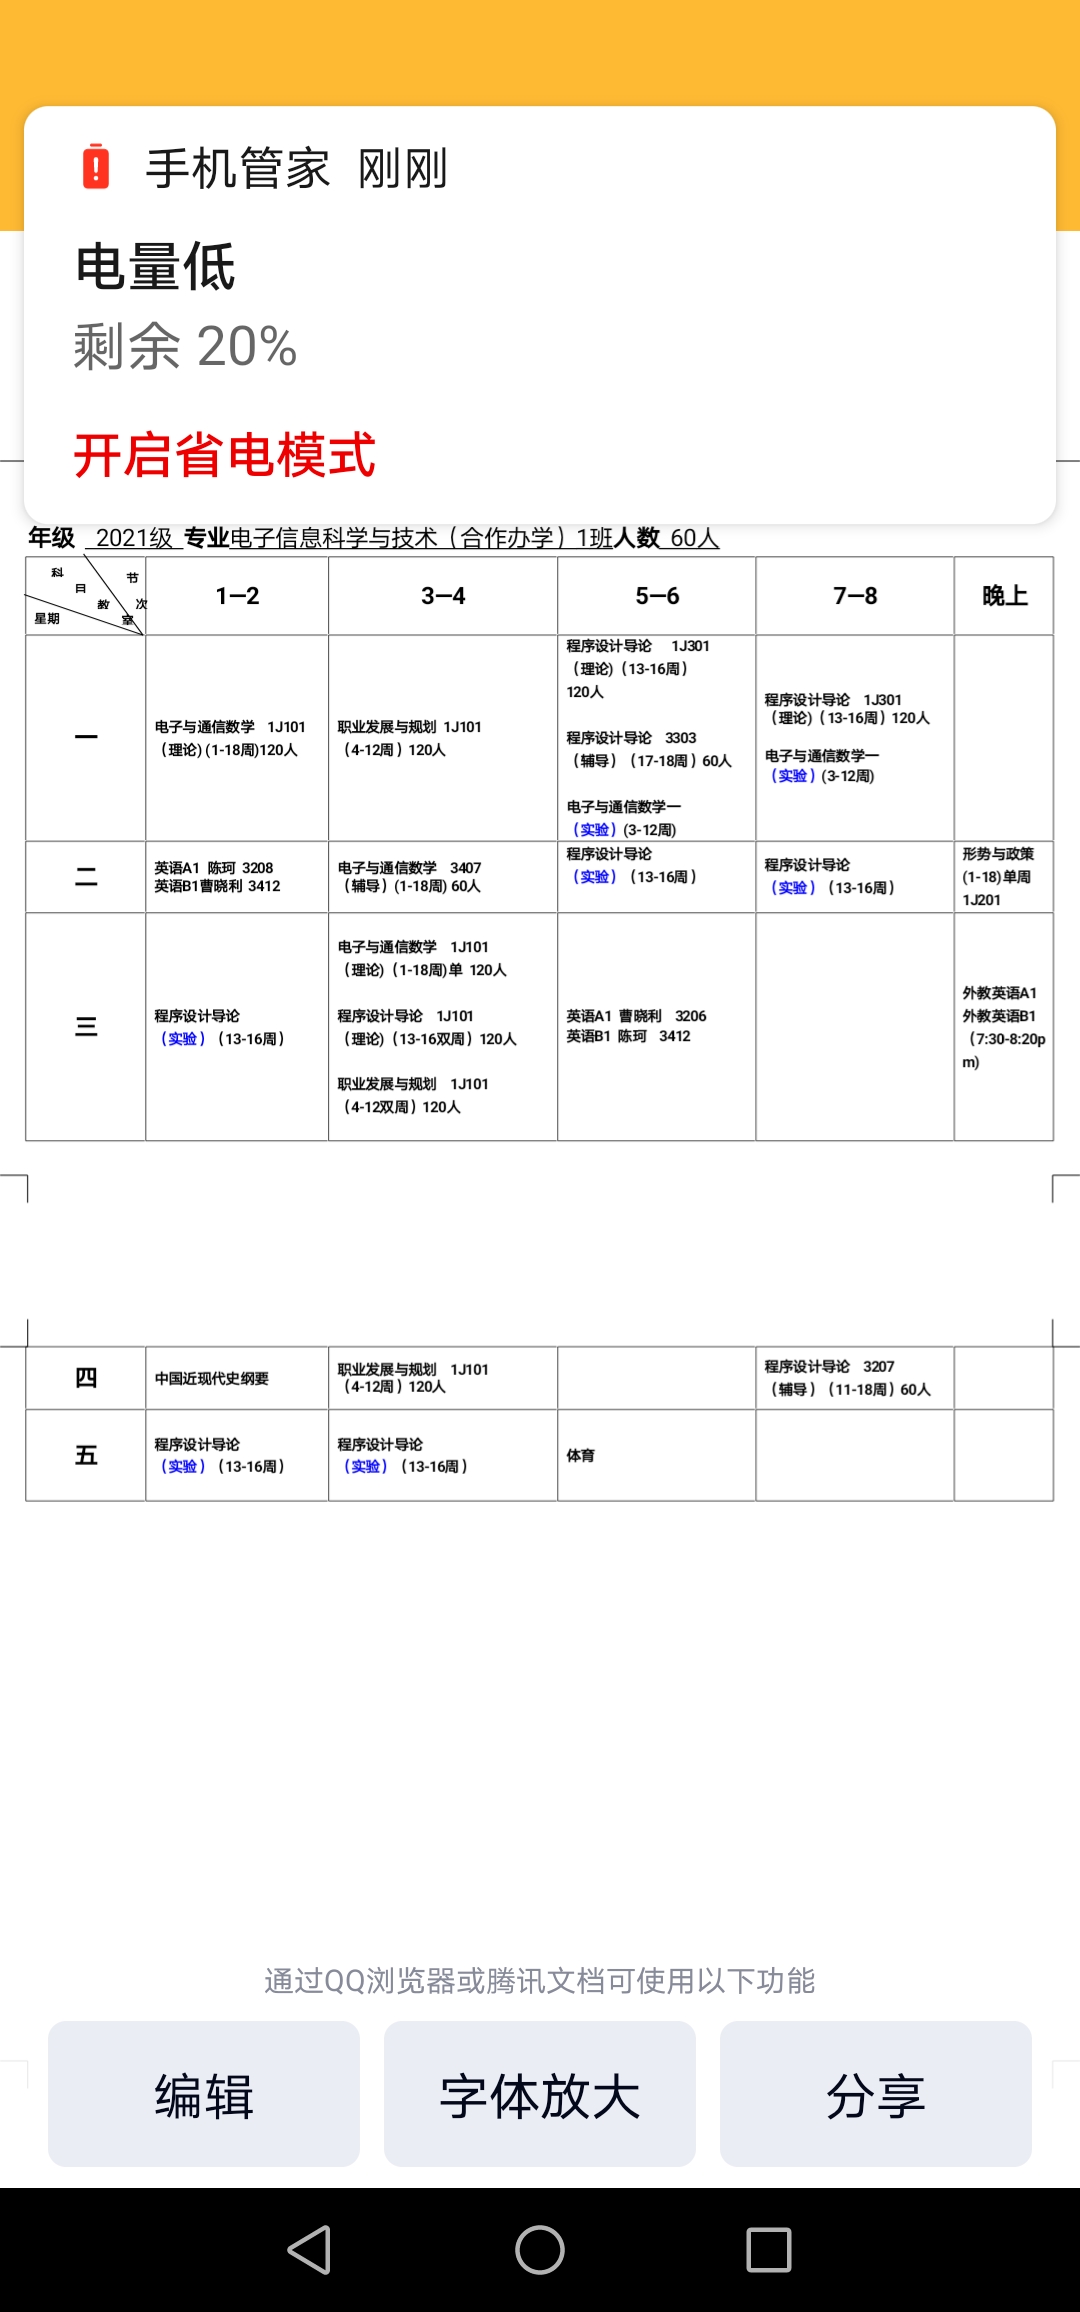 手机管家 刚刚
电量低
剩余 20%
开启省电模式
年级 2021级 专业电子信息科学与技术（合作办学）1班人数 60人
科
目
教
室
节
次
星期
1—2
3—4
5—6
7—8
晚上
一
电子与通信数学 1J101
（理论) (1-18周)120人
职业发展与规划 1J101
（4-12周）120人
程序设计导论 1J301
（理论)（13-16周）
120人
程序设计导论 3303
（辅导）（17-18周）60人
电子与通信数学一
（实验）(3-12周)
程序设计导论 1J301
（理论)（13-16周）120人
电子与通信数学一
（实验）(3-12周)
二
英语A1 陈珂 3208
英语B1曹晓利 3412
电子与通信数学 3407
（辅导）(1-18周) 60人
程序设计导论
（实验）（13-16周）
程序设计导论
（实验）（13-16周）
形势与政策
(1-18)单周
1J201
三
程序设计导论
（实验）（13-16周）
电子与通信数学 1J101
（理论)（1-18周)单 120人
程序设计导论 1J101
（理论)（13-16双周）120人
职业发展与规划 1J101
（4-12双周）120人
英语A1 曹晓利 3206
英语B1 陈珂 3412
外教英语A1
外教英语B1
（7:30-8:20p
m)
四
中国近现代史纲要
职业发展与规划 1J101
（4-12周）120人
程序设计导论 3207
（辅导）（11-18周）60人
五
程序设计导论
（实验）（13-16周）
程序设计导论
（实验）（13-16周）
体育
通过QQ浏览器或腾讯文档可使用以下功能
编辑
字体放大
分享